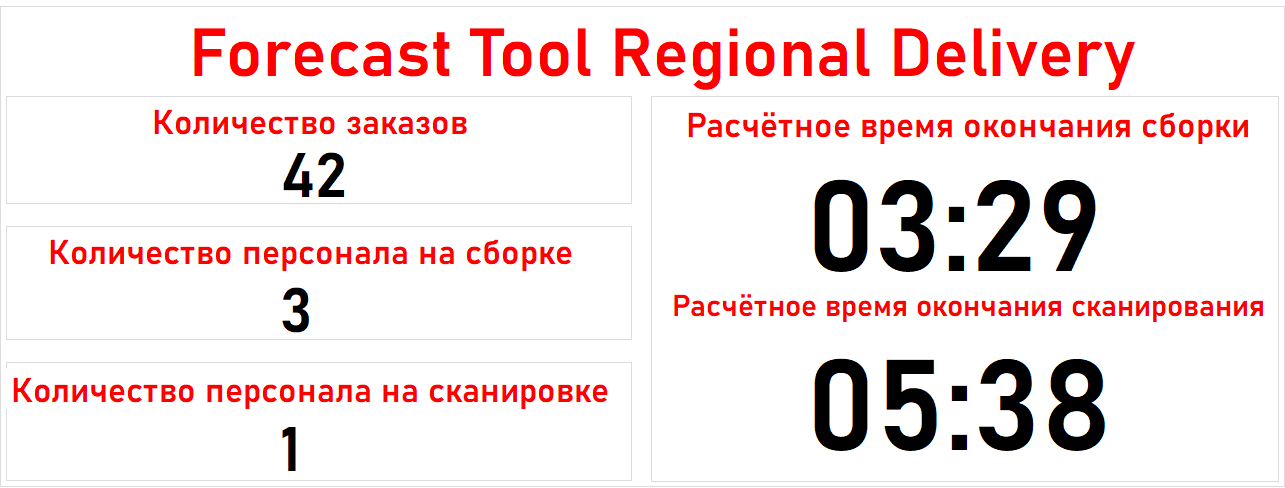 Forecast Tool Regional Delivery
Количество заказов
42
Количество персонала на сборке
3
Количество персонала на сканировке
1
Расчётное время окончания сборки
03:29
Расчётное время окончания сканирования
05:38